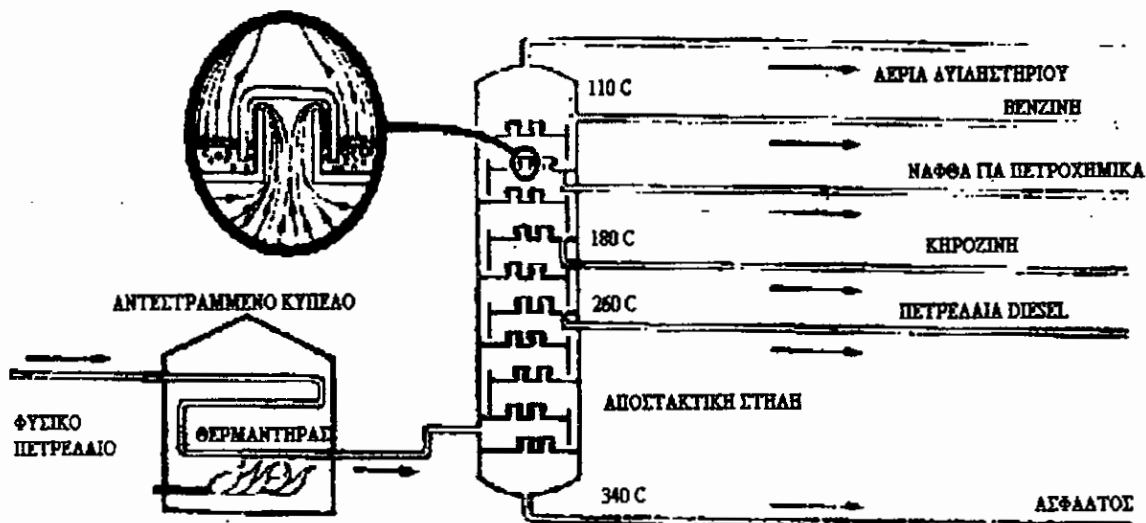 110 C
ΑΕΡΙΑ ΔΥΙΛΗΣΤΗΡΙΟΥ
ΒΕΝΖΙΝΗ
ΝΑΦΘΑ ΓΙΑ ΠΕΤΡΟΧΗΜΙΚΑ
180 C
ΚΗΡΟΖΙΝΗ
ΑΝΤΕΣΤΡΑΜΜΕΝΟ ΚΥΠΕΛΟ
260 C
ΠΕΤΡΕΛΑΙΑ DIESEL
ΑΠΟΣΤΑΚΤΙΚΗ ΣΤΗΛΗ
ΦΥΣΙΚΟ
ΠΕΤΡΕΛΑΙΟ
ΘΕΡΜΑΝΤΗΡΑΣ
340 C
ΑΣΦΑΛΤΟΣ